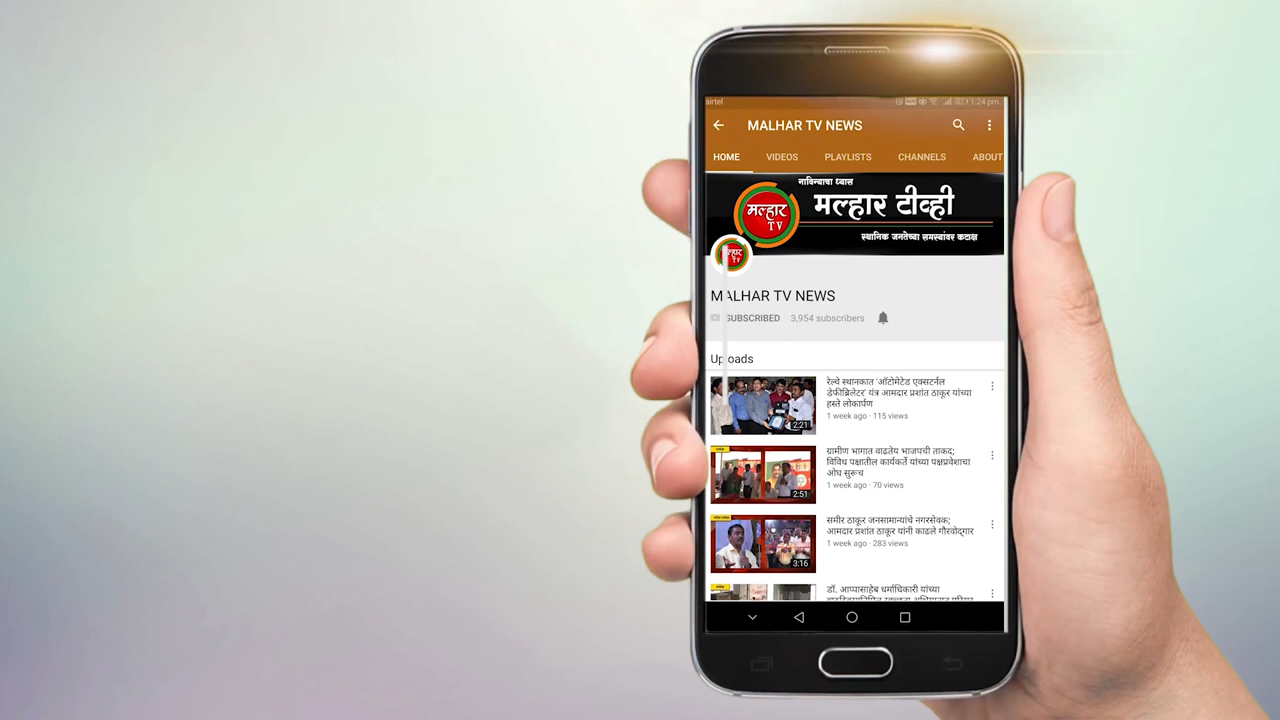 airtel
1:24 pm
MALHAR TV NEWS
HOME VIDEOS PLAYLISTS CHANNELS ABOUT
नाविन्याचा ध्यास
मल्हार टीव्ही
मल्हार
TV
स्थानिक जनतेच्या समस्यांवर कटाक्ष
मल्हार
TV
MALHAR TV NEWS
SUBSCRIBED 3,954 subscribers
Uploads
रेल्वे स्थानकात 'ऑटोमेटेड एक्सटर्नल
डेफीब्रिलेटर' यंत्र आमदार प्रशांत ठाकूर यांच्या
हस्ते लोकार्पण
1 week ago · 115 views
2:21
ग्रामीण भागात वाढतेय भाजपची ताकद;
विविध पक्षातील कार्यकर्ते यांच्या पक्षप्रवेशाचा
ओघ सुरूच
1 week ago · 70 views
2:51
समीर ठाकूर जनसामान्यांचे नगरसेवक;
आमदार प्रशांत ठाकूर यांनी काढले गौरवोद्गार
1 week ago · 283 views
3:16
डॉ. आप्पासाहेब धर्माधिकारी यांच्या